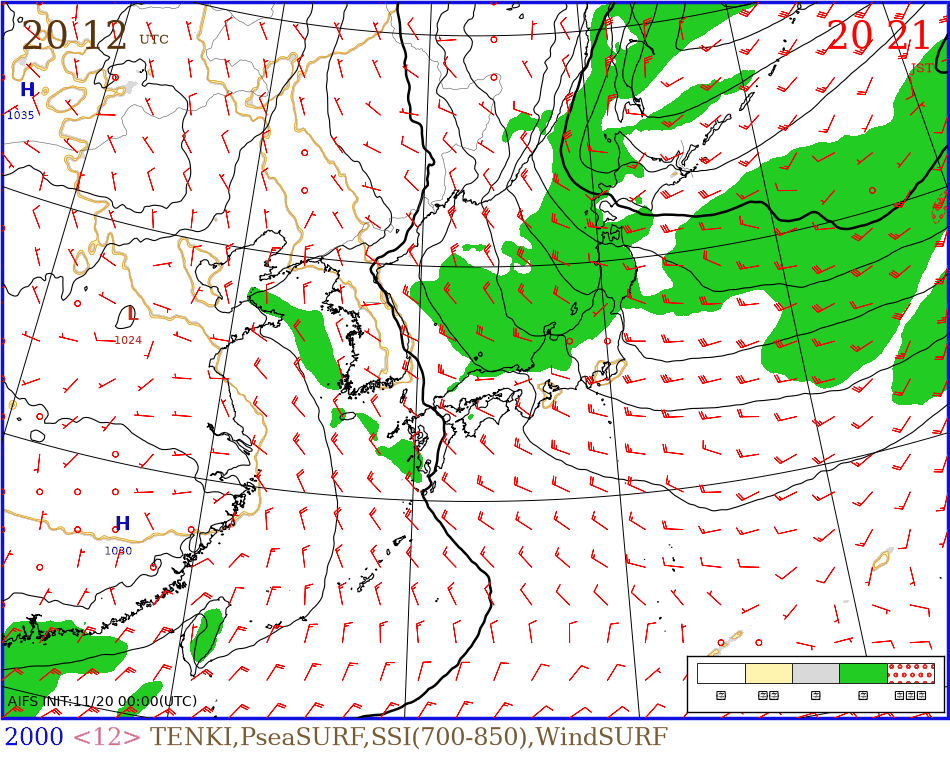 20 12 UTC
20 21
JST
H
1035
L
1024
H
1030
AIFS INIT:11/20 00:00(UTC)
2000 <12> TENKI,PseaSURF,SSI(700-850),WindSURF